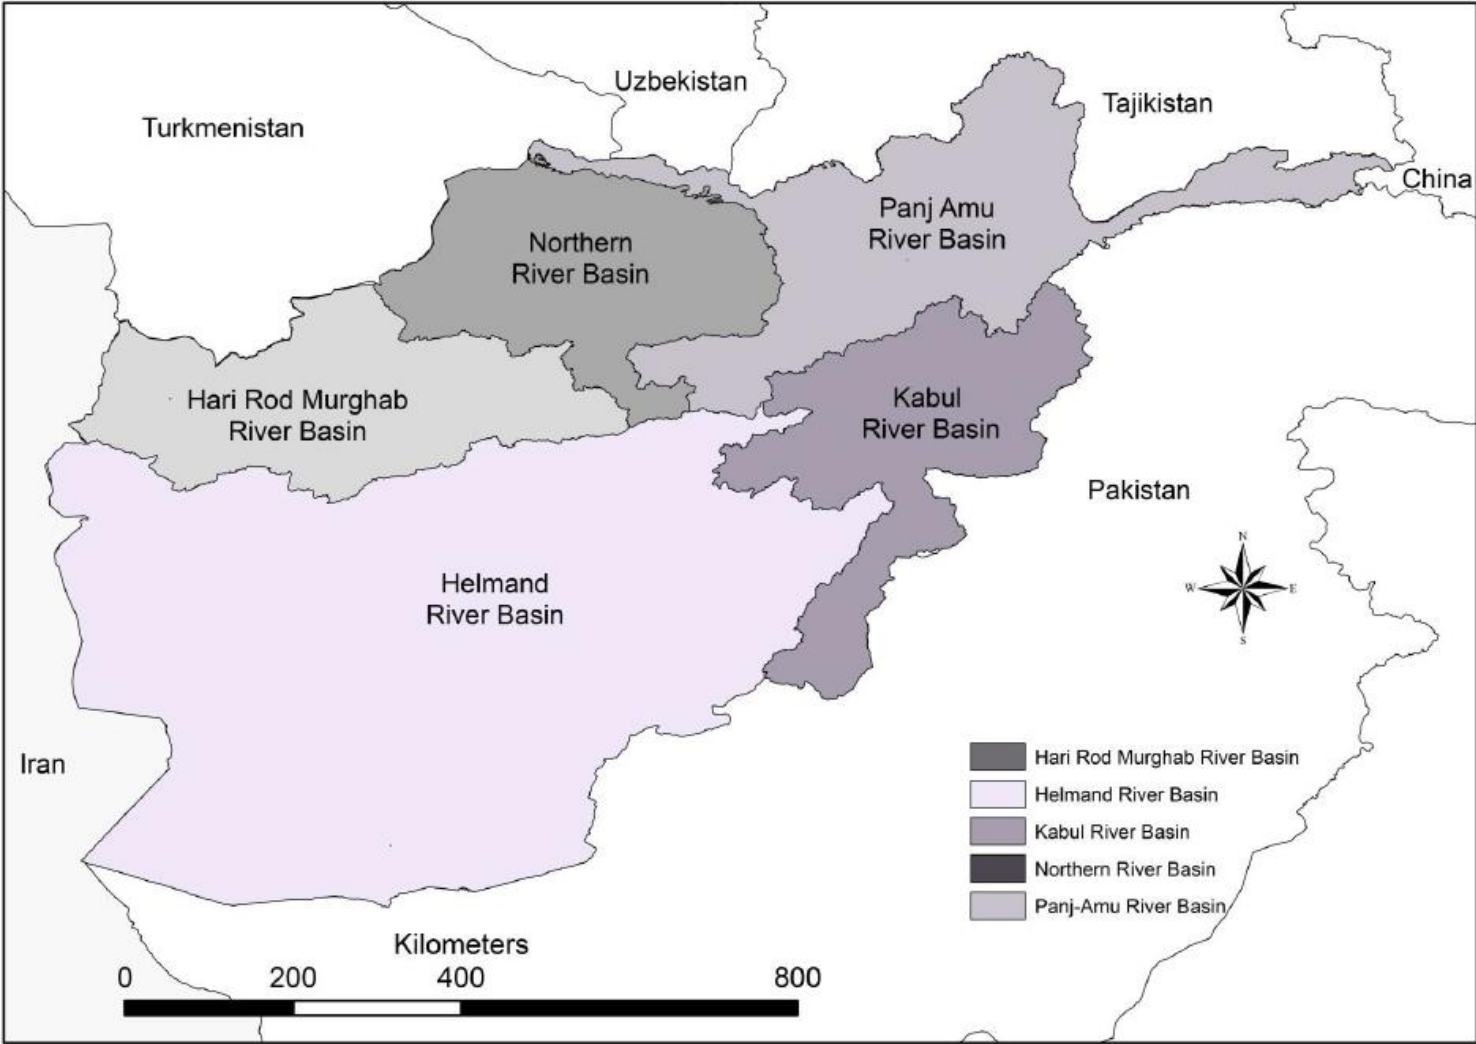 Uzbekistan
Tajikistan
Turkmenistan
China
Panj Amu
River Basin
Northern
River Basin
Hari Rod Murghab
River Basin
Kabul
River Basin
Pakistan
N
W
E
S
Helmand
River Basin
Iran
Hari Rod Murghab River Basin
Helmand River Basin
Kabul River Basin
Northern River Basin
Panj-Amu River Basin
Kilometers
0 200 400 800